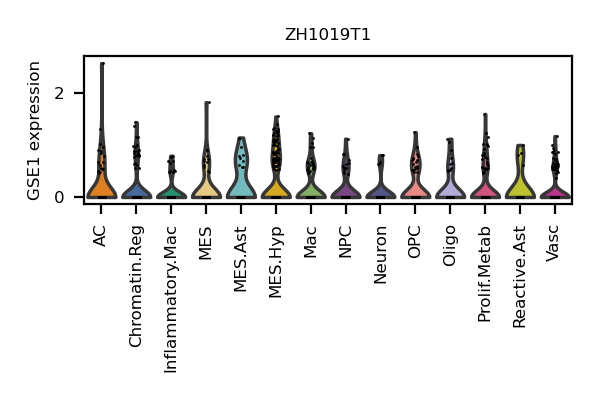 ZH1019T1
GSE1 expression
2
0
AC
Chromatin.Reg
Inflammatory.Mac
MES
MES.Ast
MES.Hyp
Mac
NPC
Neuron
OPC
Oligo
Prolif.Metab
Reactive.Ast
Vasc